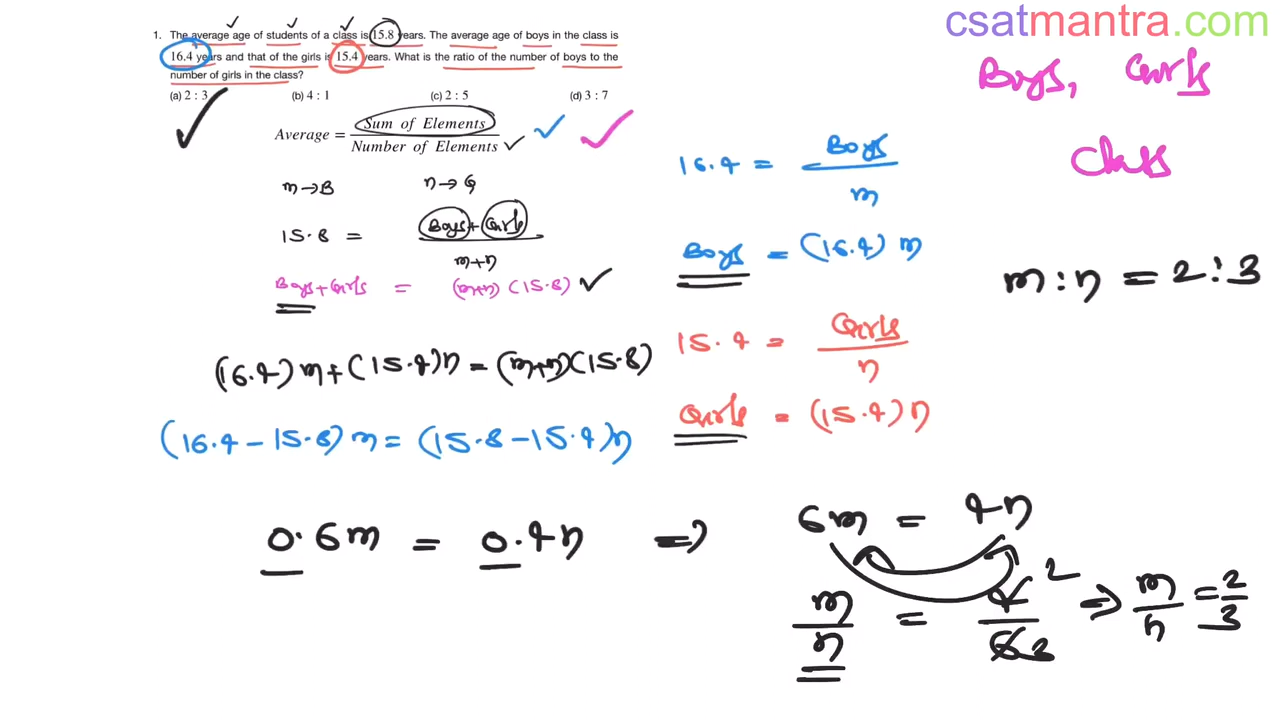 csatmantra.com
1. The average age of students of a class is 15.8 years. The average age of boys in the class is
16.4 years and that of the girls is 15.4 years. What is the ratio of the number of boys to the
number of girls in the class?
(a) 2 : 3 (b) 4 : 1 (c) 2 : 5 (d) 3 : 7
Average = Sum of Elements / Number of Elements
m → B n → G
15.8 = Boys + Girls / m+n
Boys + Girls = (m+n) (15.8)
(16.4) m + (15.4) n = (m+n) (15.8)
(16.4 - 15.8) m = (15.8 - 15.4) n
0.6m = 0.4n ⇒
Boys, Girls
Class
16.4 = Boys / m
Boys = (16.4) m
15.4 = Girls / n
Girls = (15.4) n
m : n = 2 : 3
6m = 4n
m / n = 4 2 / 6 3 ⇒ m / n = 2 / 3